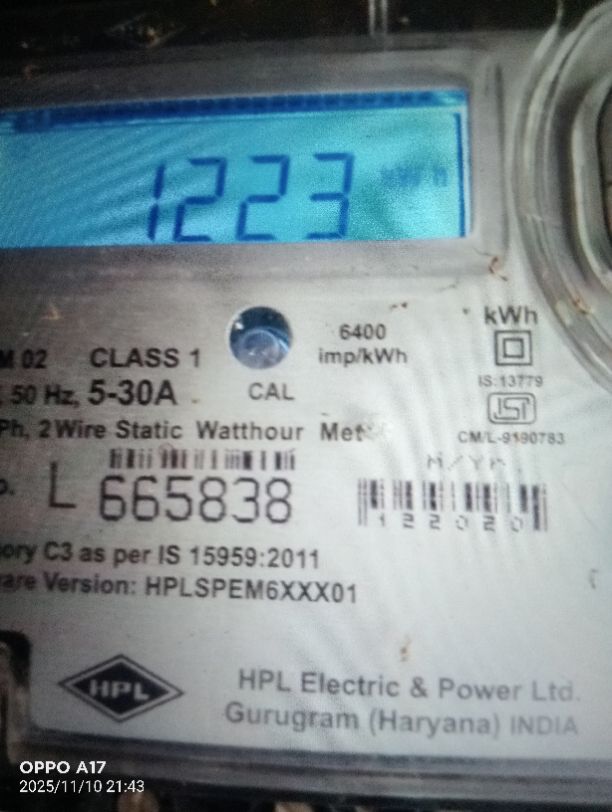 1223 kWh
6400
imp/kWh
kWh
M 02 CLASS 1
50 Hz, 5-30A
CAL
IS:13779
ISI
Ph, 2 Wire Static Watthour Met
CM/L-9190783
M/YR
L 665838
122020
ory C3 as per IS 15959:2011
are Version: HPLSPEM6XXX01
HPL
HPL Electric & Power Ltd.
Gurugram (Haryana) INDIA
OPPO A17
2025/11/10 21:43